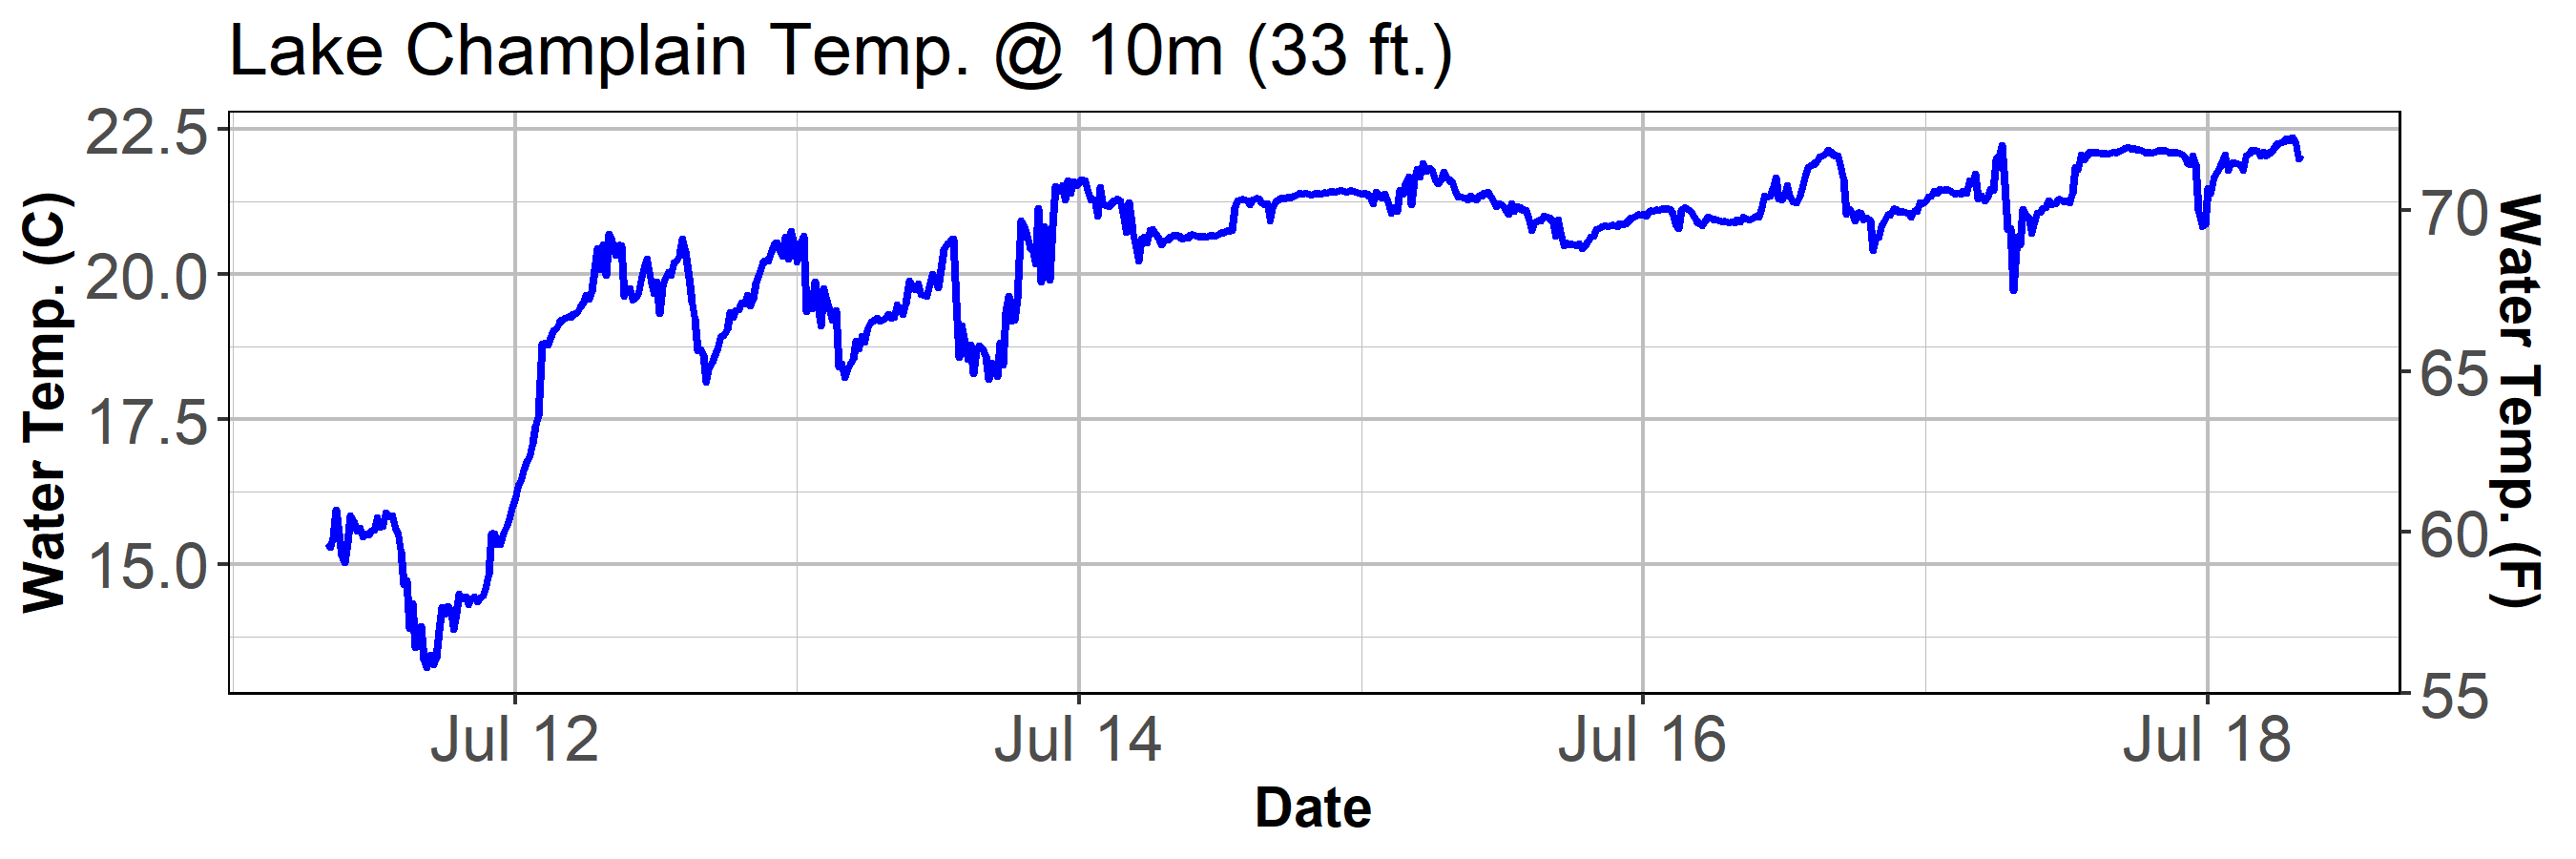 Lake Champlain Temp. @ 10m (33 ft.)
Water Temp. (C)
22.5
20.0
17.5
15.0
70
65
60
55
Water Temp. (F)
Jul 12
Jul 14
Jul 16
Jul 18
Date